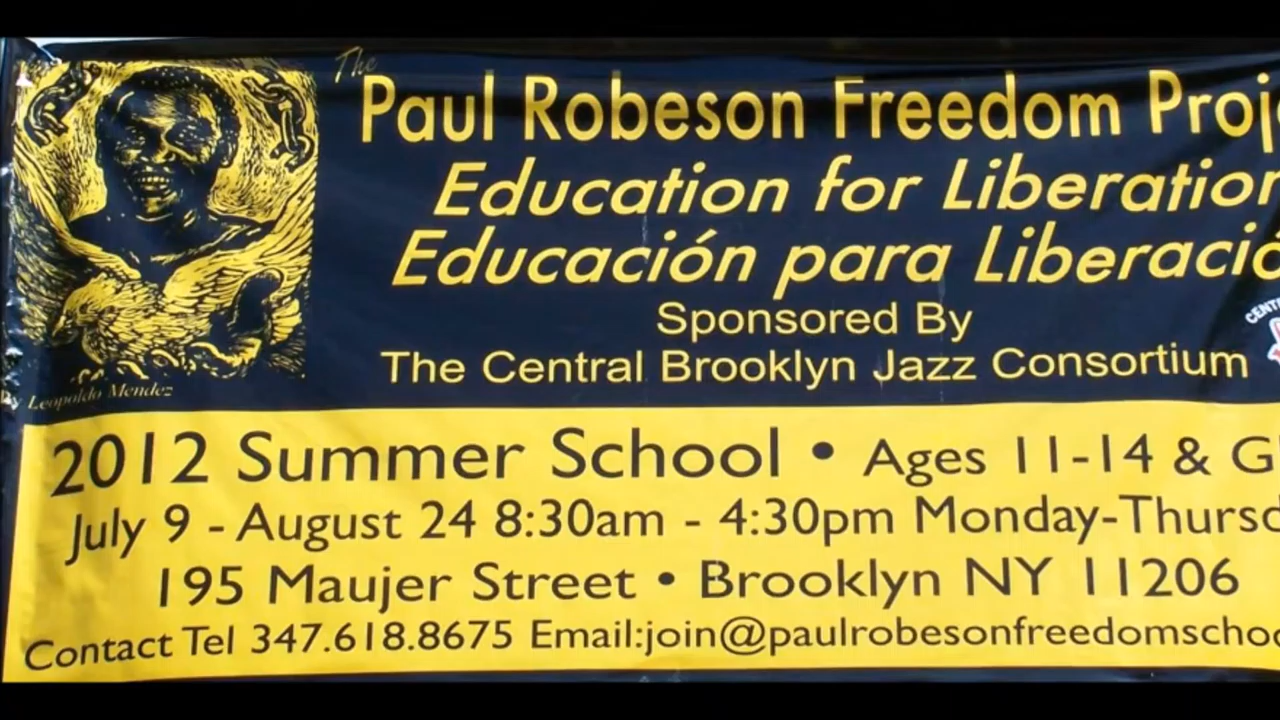 The
Paul Robeson Freedom Proj
Education for Liberation
Educación para Liberació
Sponsored By
The Central Brooklyn Jazz Consortium
CENT
By Leopoldo Mendez
2012 Summer School • Ages 11-14 & G
July 9 - August 24 8:30am - 4:30pm Monday-Thursd
195 Maujer Street • Brooklyn NY 11206
Contact Tel 347.618.8675 Email:join@paulrobesonfreedomschoo